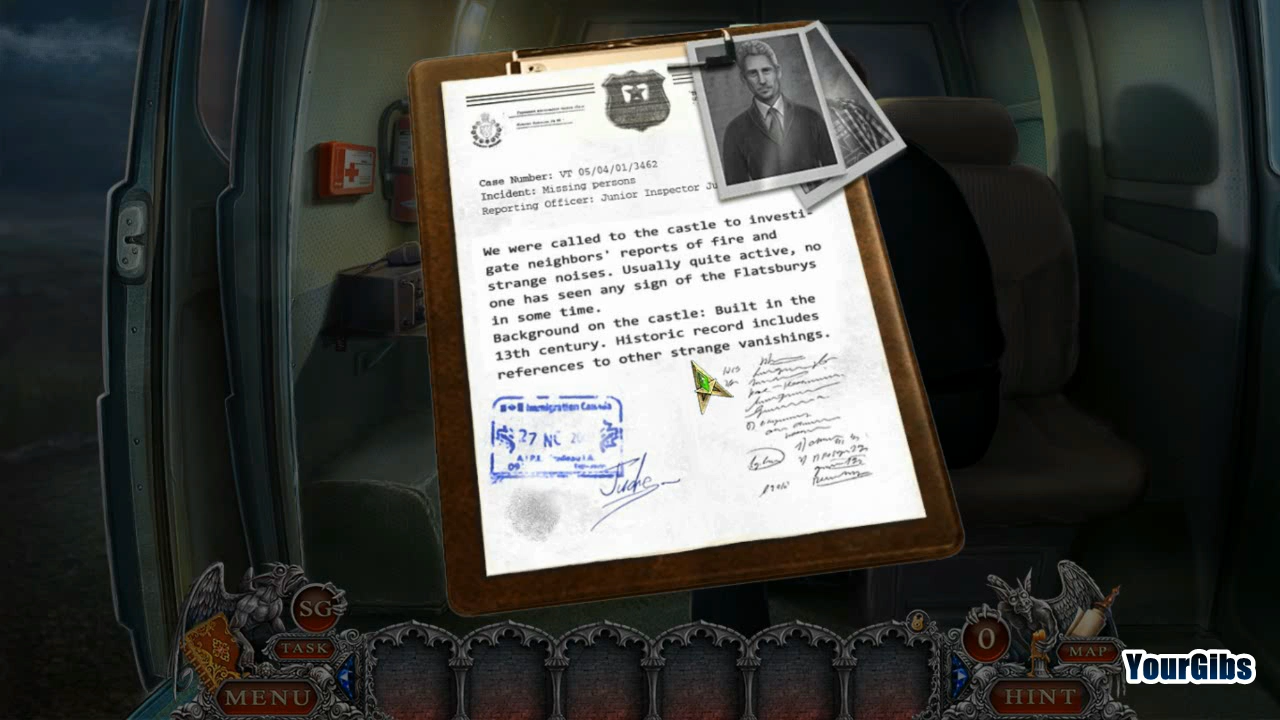 Case Number: VT 05/04/01/3462
Incident: Missing persons
Reporting Officer: Junior Inspector Ju
We were called to the castle to investi-
gate neighbors' reports of fire and
strange noises. Usually quite active, no
one has seen any sign of the Flatsburys
in some time.
Background on the castle: Built in the
13th century. Historic record includes
references to other strange vanishings.
Immigration Canada
27
Jude
SG
TASK
MENU
0
MAP
HINT
YourGibs